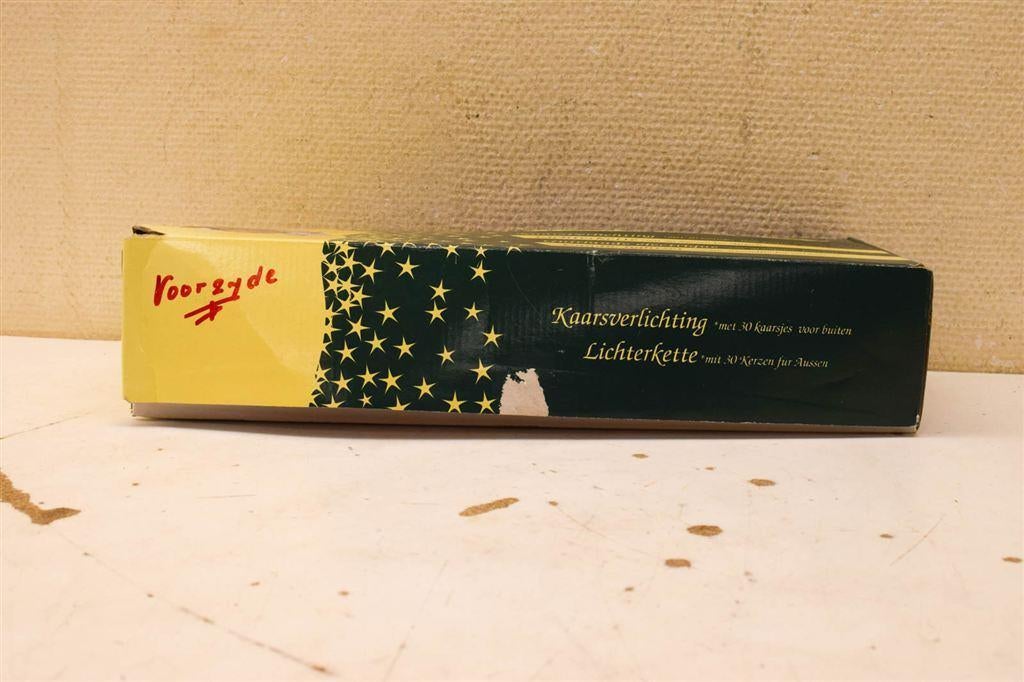 Voorzyde
Kaarsverlichting *met 30 kaarsjes voor buiten
Lichterkette *mit 30 Kerzen fur Aussen